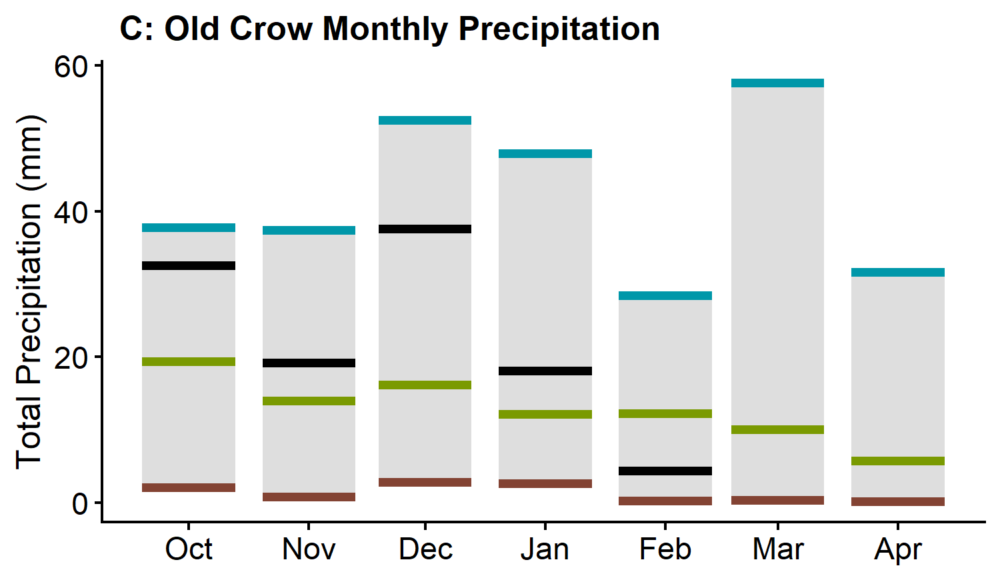 C: Old Crow Monthly Precipitation
Total Precipitation (mm)
60
40
20
0
Oct Nov Dec Jan Feb Mar Apr